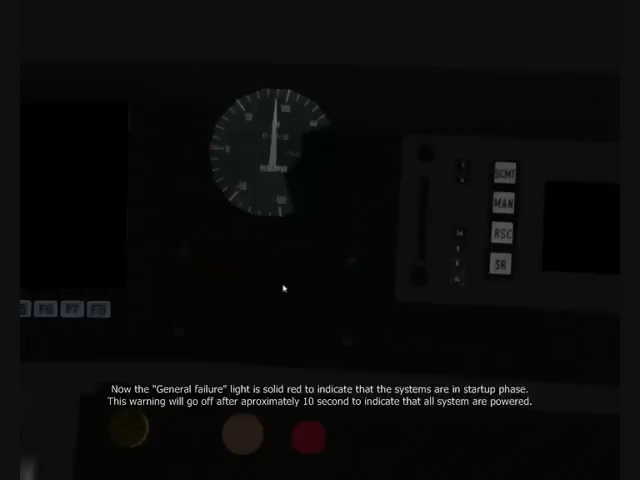 SCMT
MAN
RSC
SR
F6 F7 F8
Now the "General failure" light is solid red to indicate that the systems are in startup phase.
This warning will go off after aproximately 10 second to indicate that all system are powered.